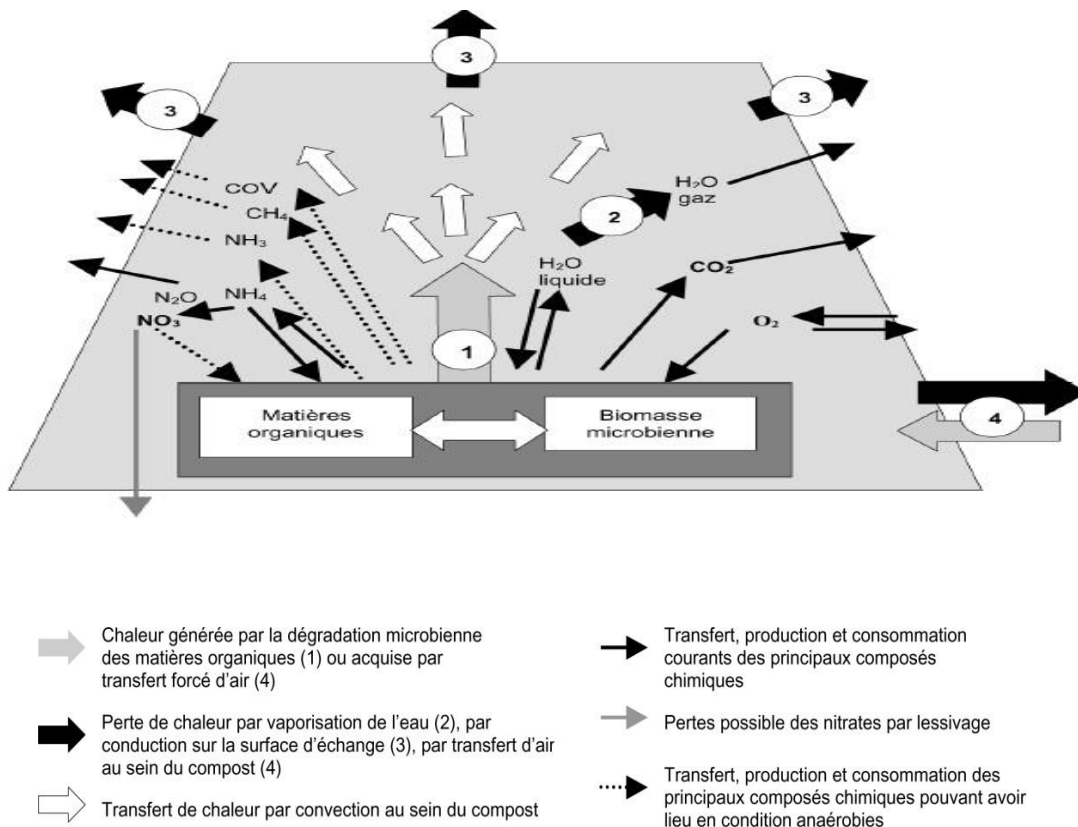 3
3
3
COV
CH₄
NH₃
N₂O
NH₄
NO₃
2
H₂O
gaz
H₂O
liquide
CO₂
O₂
1
4
Matières
organiques
Biomasse
microbienne
Chaleur générée par la dégradation microbienne
des matières organiques (1) ou acquise par
transfert forcé d'air (4)
Perte de chaleur par vaporisation de l'eau (2), par
conduction sur la surface d'échange (3), par transfert d'air
au sein du compost (4)
Transfert de chaleur par convection au sein du compost
Transfert, production et consommation
courants des principaux composés
chimiques
Pertes possible des nitrates par lessivage
Transfert, production et consommation des
principaux composés chimiques pouvant avoir
lieu en condition anaérobies